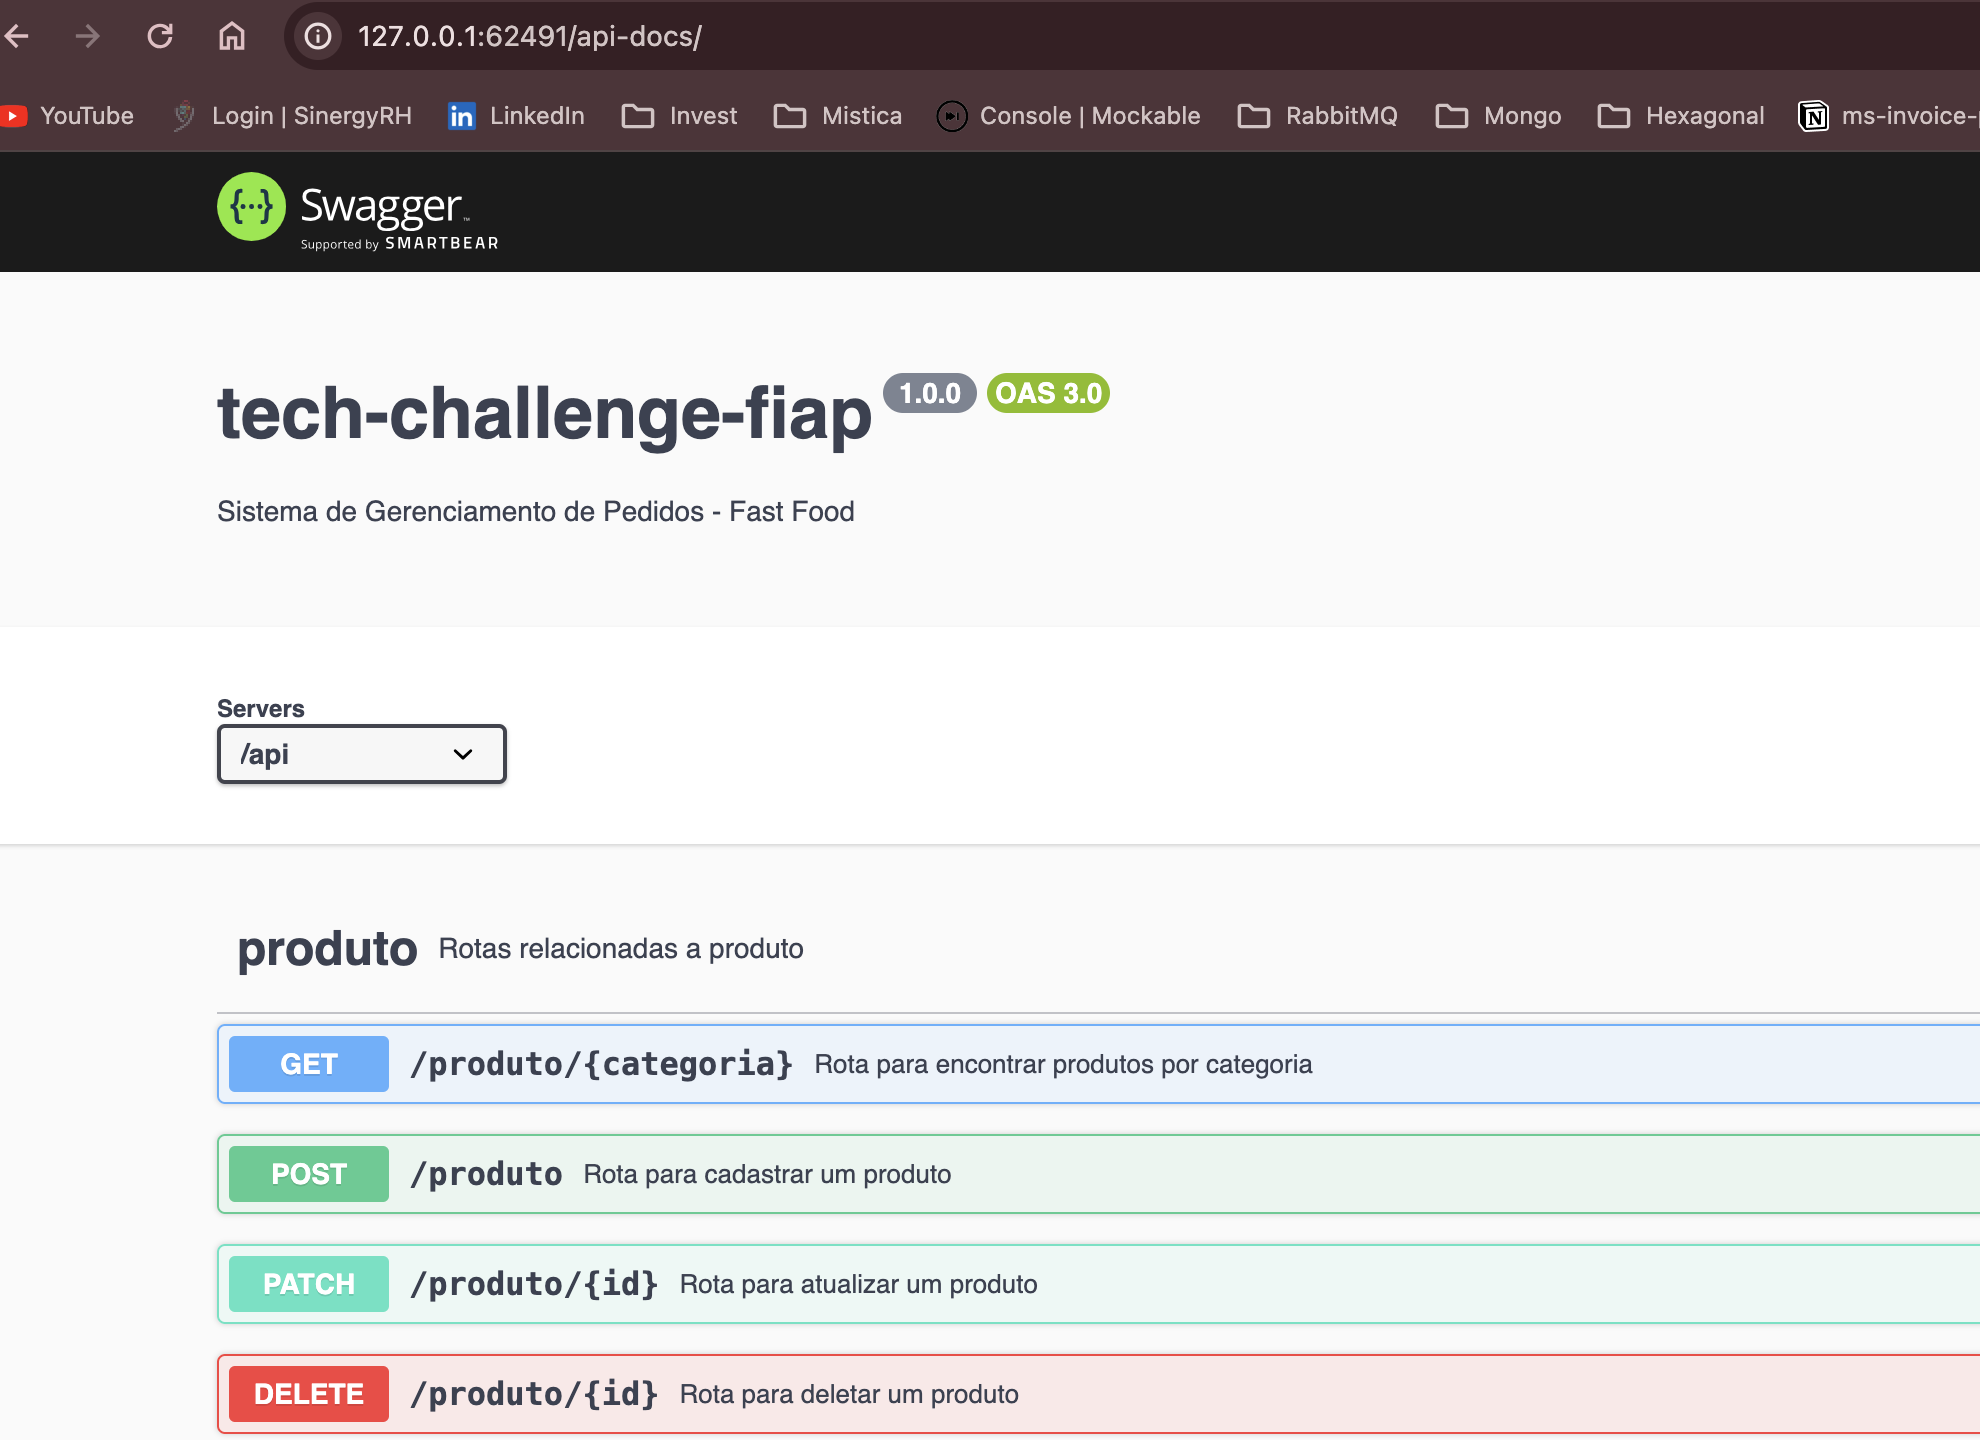 127.0.0.1:62491/api-docs/
YouTube Login | SinergyRH LinkedIn Invest Mistica Console | Mockable RabbitMQ Mongo Hexagonal ms-invoice-
Swagger™
Supported by SMARTBEAR
tech-challenge-fiap 1.0.0 OAS 3.0
Sistema de Gerenciamento de Pedidos - Fast Food
Servers
/api
produto Rotas relacionadas a produto
GET /produto/{categoria} Rota para encontrar produtos por categoria
POST /produto Rota para cadastrar um produto
PATCH /produto/{id} Rota para atualizar um produto
DELETE /produto/{id} Rota para deletar um produto